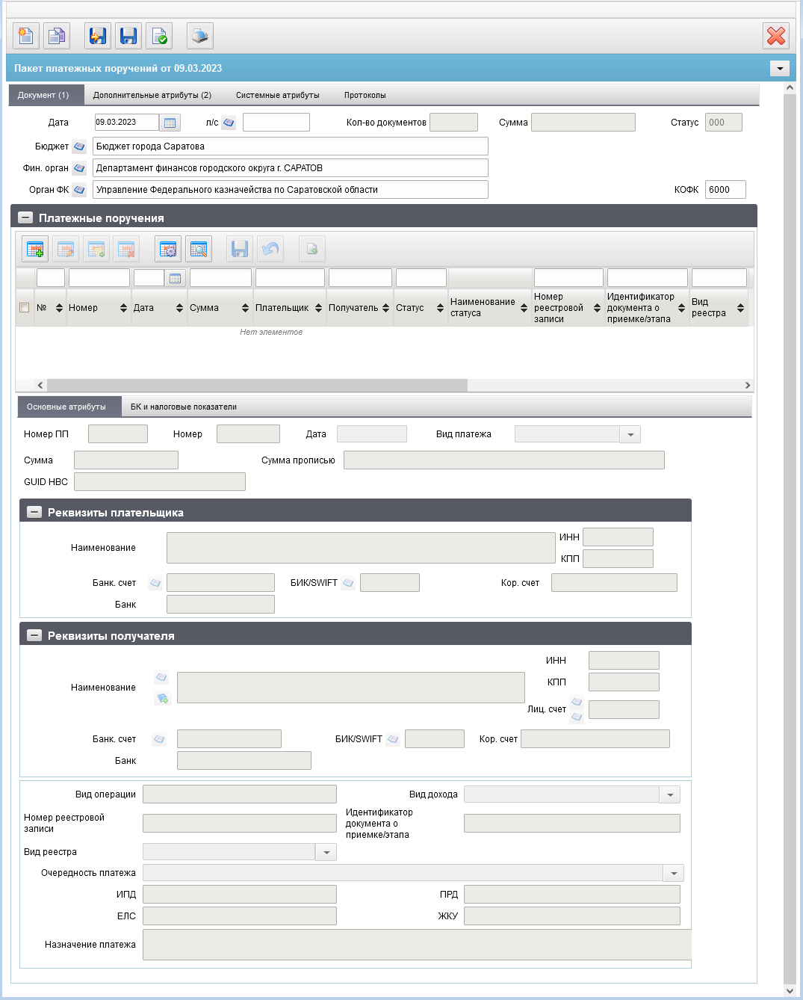 Пакет платежных поручений от 09.03.2023
Документ (1) Дополнительные атрибуты (2) Системные атрибуты Протоколы
Дата 09.03.2023 л/с Кол-во документов Сумма Статус 000
Бюджет Бюджет города Саратова
Фин. орган Департамент финансов городского округа г. САРАТОВ
Орган ФК Управление Федерального казначейства по Саратовской области КОФК 6000
Платежные поручения
№ Номер Дата Сумма Плательщик Получатель Статус Наименование статуса Номер реестровой записи Идентификатор документа о приемке/этапа Вид реестра
Нет элементов
Основные атрибуты БК и налоговые показатели
Номер ПП Номер Дата Вид платежа
Сумма Сумма прописью
GUID НВС
Реквизиты плательщика
Наименование ИНН
КПП
Банк. счет БИК/SWIFT Кор. счет
Банк
Реквизиты получателя
ИНН
Наименование КПП
Лиц. счет
Банк. счет БИК/SWIFT Кор. счет
Банк
Вид операции Вид дохода
Номер реестровой записи Идентификатор документа о приемке/этапа
Вид реестра
Очередность платежа
ИПД ПРД
ЕЛС ЖКУ
Назначение платежа